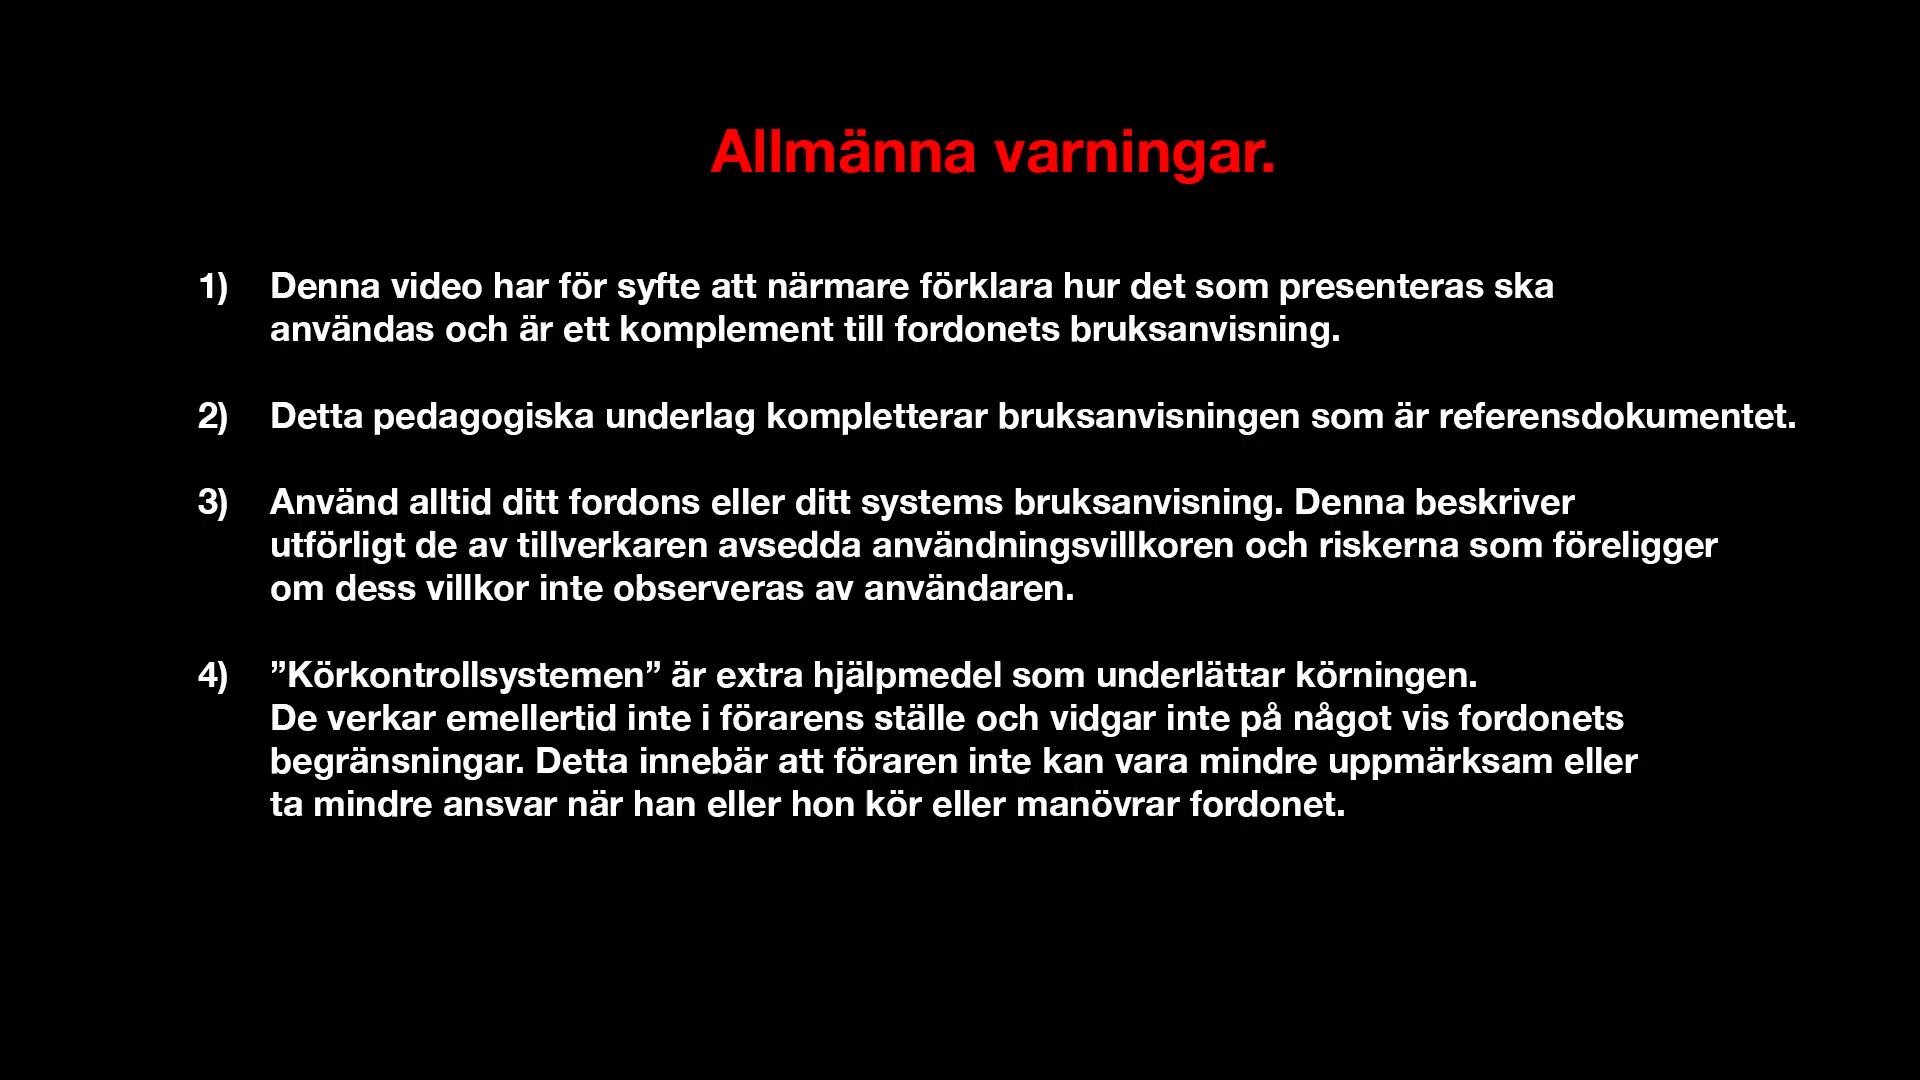 Allmänna varningar.
1) Denna video har för syfte att närmare förklara hur det som presenteras ska
användas och är ett komplement till fordonets bruksanvisning.
2) Detta pedagogiska underlag kompletterar bruksanvisningen som är referensdokumentet.
3) Använd alltid ditt fordons eller ditt systems bruksanvisning. Denna beskriver
utförligt de av tillverkaren avsedda användningsvillkoren och riskerna som föreligger
om dess villkor inte observeras av användaren.
4) ”Körkontrollsystemen” är extra hjälpmedel som underlättar körningen.
De verkar emellertid inte i förarens ställe och vidgar inte på något vis fordonets
begränsningar. Detta innebär att föraren inte kan vara mindre uppmärksam eller
ta mindre ansvar när han eller hon kör eller manövrar fordonet.